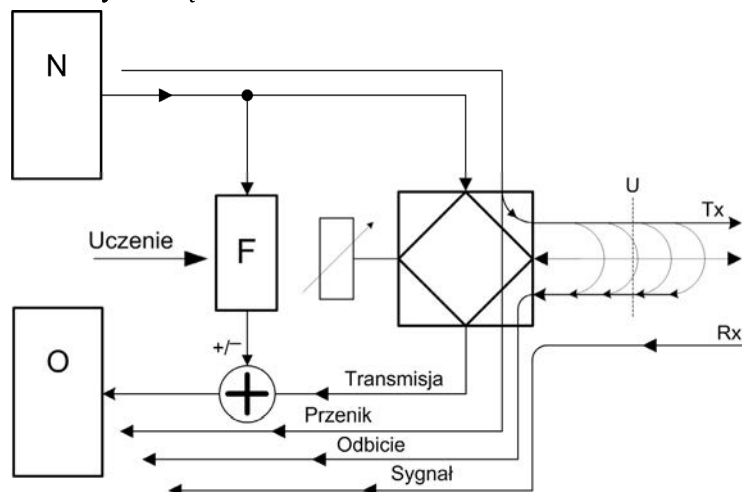 N
U
Tx
Uczenie
F
+/–
Rx
O
Transmisja
Przenik
Odbicie
Sygnał